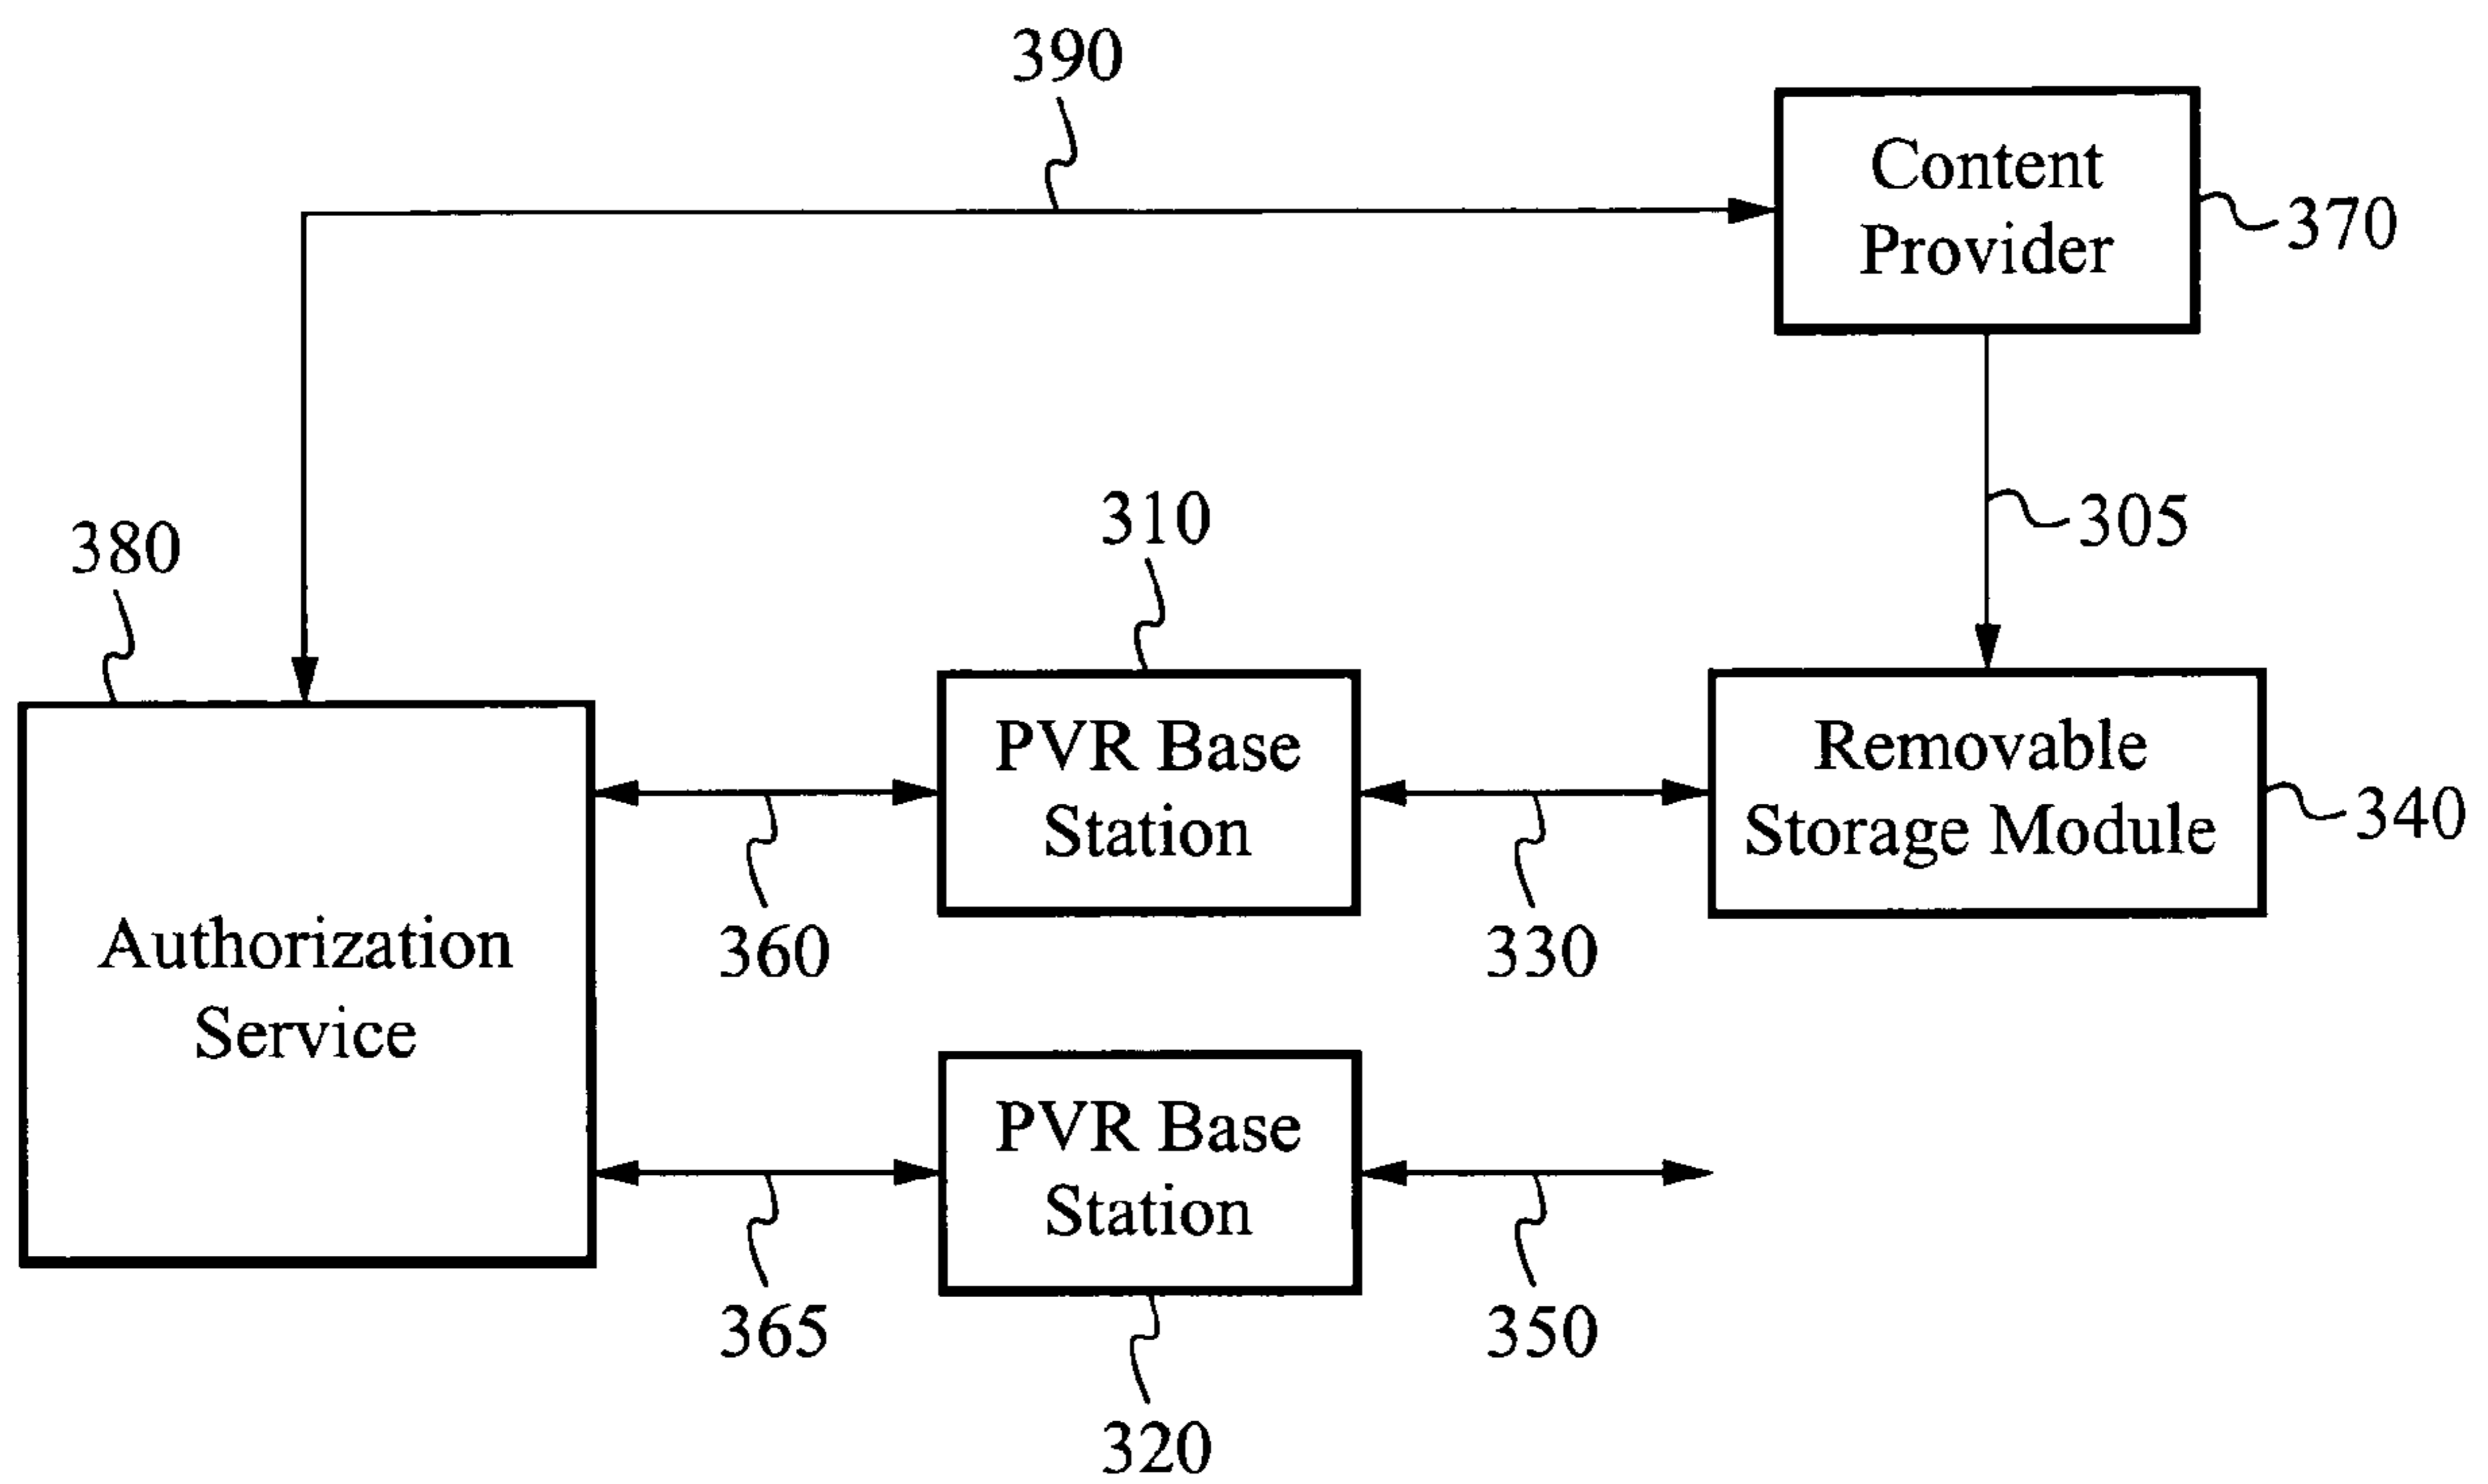 390
Content
Provider
370
305
310
380
PVR Base
Station
Removable
Storage Module
340
360
330
Authorization
Service
PVR Base
Station
365
350
320